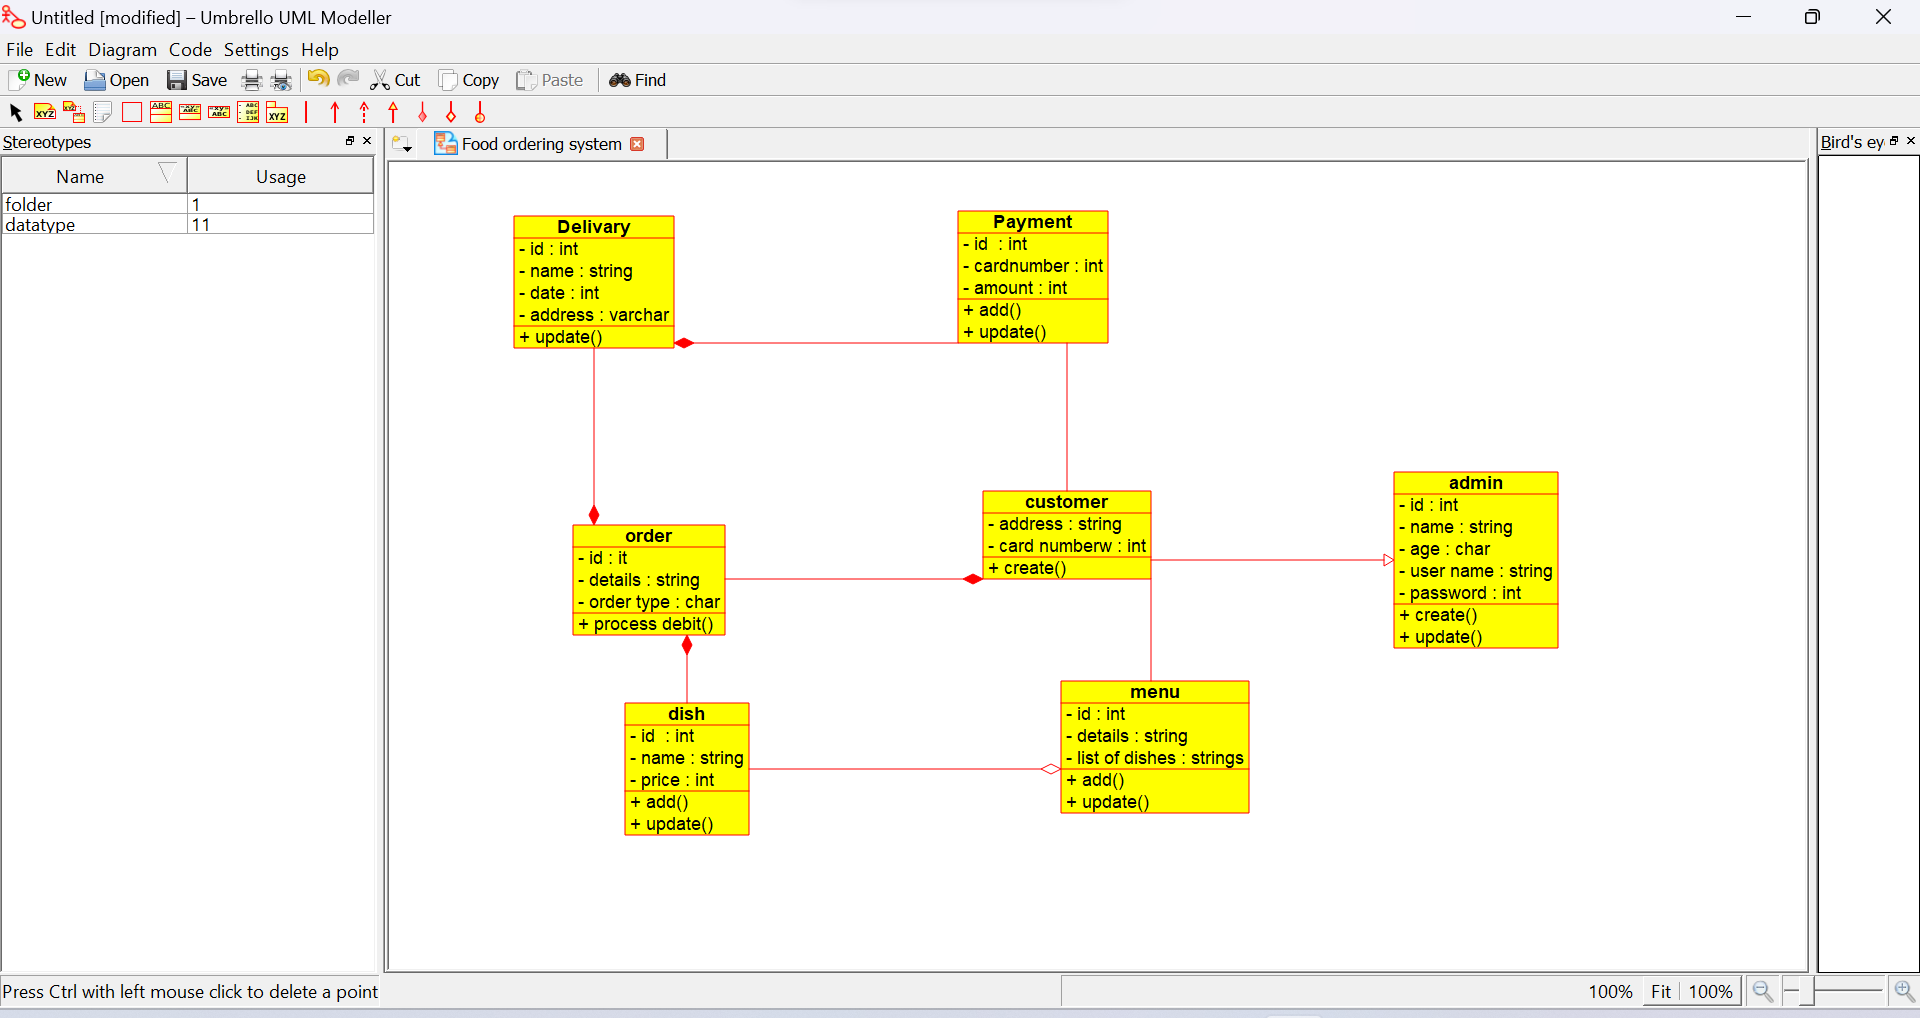 Untitled [modified] – Umbrello UML Modeller
File Edit Diagram Code Settings Help
New Open Save Cut Copy Paste Find
Stereotypes
Name Usage
folder 1
datatype 11
Food ordering system
Bird's ey
Delivary
- id : int
- name : string
- date : int
- address : varchar
+ update()
Payment
- id : int
- cardnumber : int
- amount : int
+ add()
+ update()
customer
- address : string
- card numberw : int
+ create()
admin
- id : int
- name : string
- age : char
- user name : string
- password : int
+ create()
+ update()
order
- id : it
- details : string
- order type : char
+ process debit()
dish
- id : int
- name : string
- price : int
+ add()
+ update()
menu
- id : int
- details : string
- list of dishes : strings
+ add()
+ update()
Press Ctrl with left mouse click to delete a point
100% Fit 100%